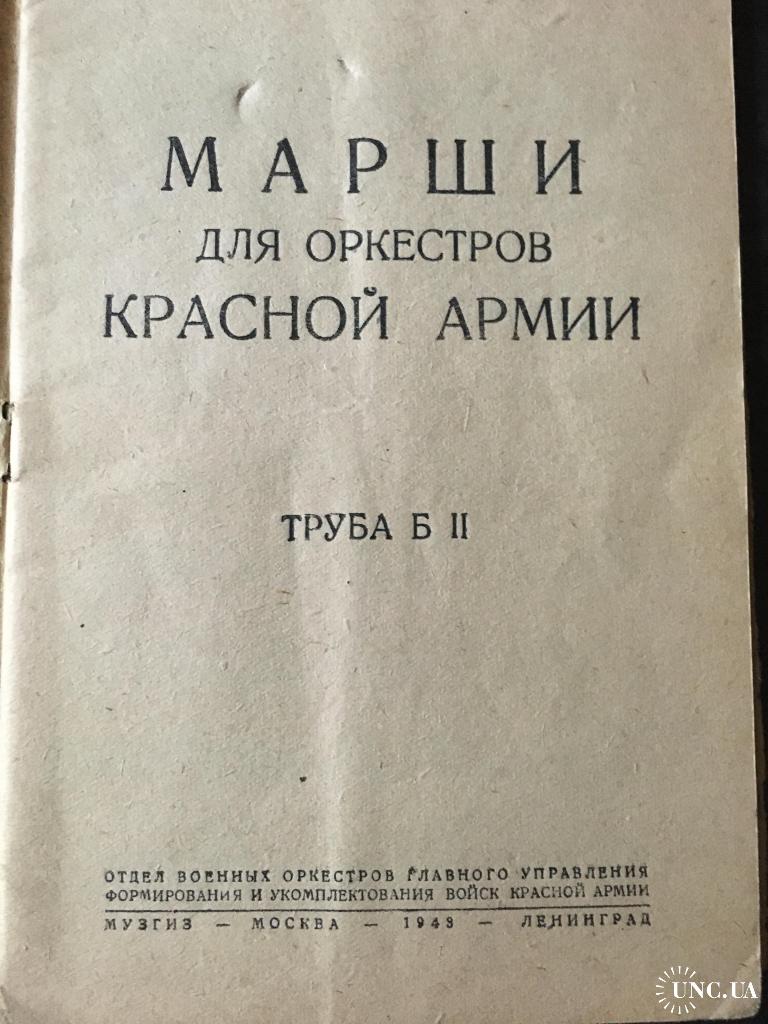 МАРШИ
ДЛЯ ОРКЕСТРОВ
КРАСНОЙ АРМИИ
ТРУБА Б II
ОТДЕЛ ВОЕННЫХ ОРКЕСТРОВ ГЛАВНОГО УПРАВЛЕНИЯ
ФОРМИРОВАНИЯ И УКОМПЛЕКТОВАНИЯ ВОЙСК КРАСНОЙ АРМИИ
МУЗГИЗ — МОСКВА — 1943 — ЛЕНИНГРАД
UNC.UA